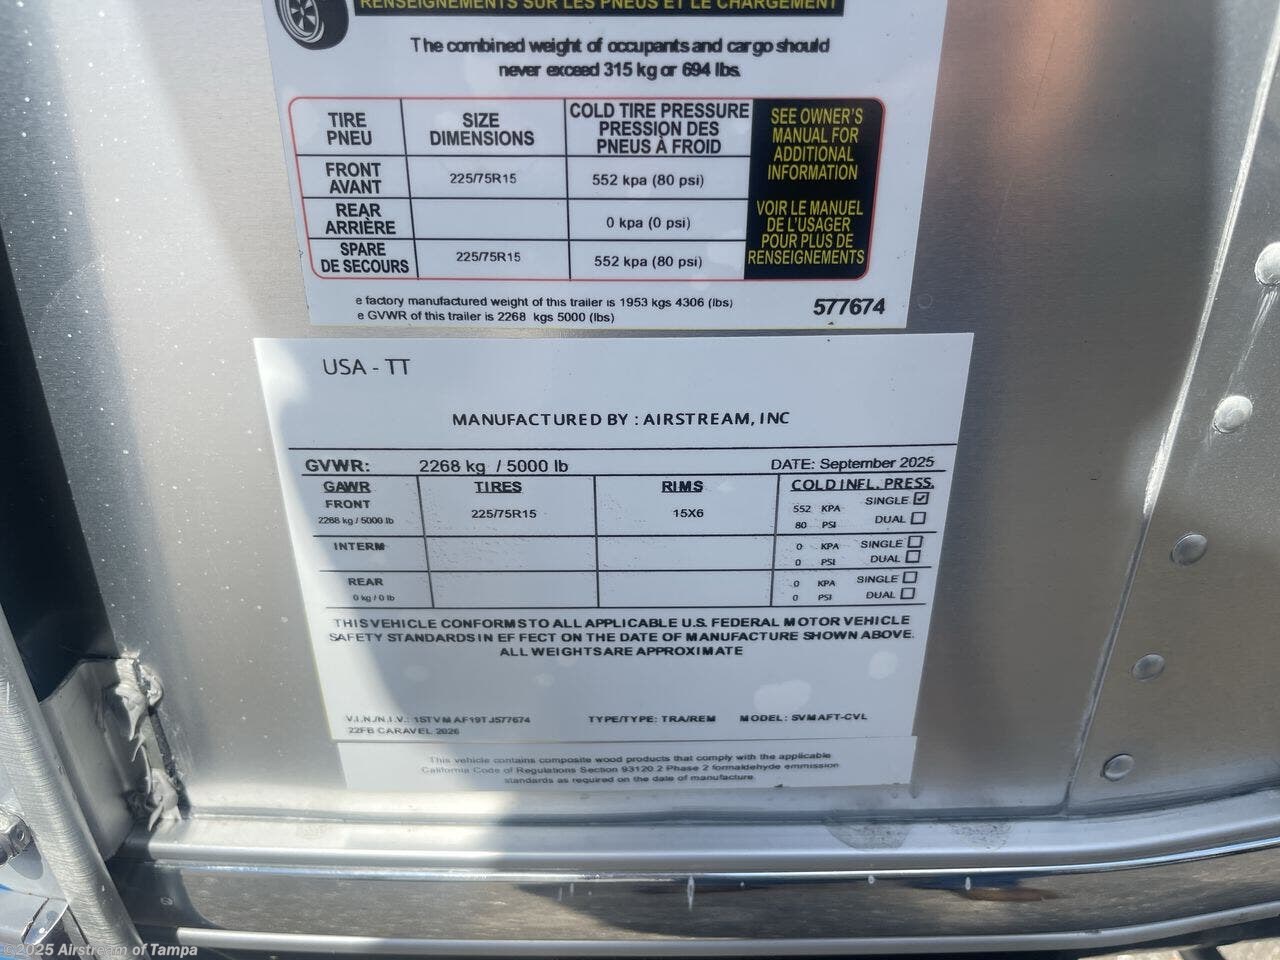 RENSEIGNEMENTS SUR LES PNEUS ET LE CHARGEMENT
The combined weight of occupants and cargo should
never exceed 315 kg or 694 lbs.
TIRE
PNEU
SIZE
DIMENSIONS
COLD TIRE PRESSURE
PRESSION DES
PNEUS À FROID
FRONT
AVANT
225/75R15
552 kpa (80 psi)
REAR
ARRIÈRE
0 kpa (0 psi)
SPARE
DE SECOURS
225/75R15
552 kpa (80 psi)
SEE OWNER'S
MANUAL FOR
ADDITIONAL
INFORMATION
VOIR LE MANUEL
DE L'USAGER
POUR PLUS DE
RENSEIGNEMENTS
e factory manufactured weight of this trailer is 1953 kgs 4306 (lbs)
e GVWR of this trailer is 2268 kgs 5000 (lbs)
577674
USA - TT
MANUFACTURED BY : AIRSTREAM, INC
GVWR: 2268 kg / 5000 lb DATE: September 2025
GAWR TIRES RIMS COLD INFL. PRESS.
FRONT
2268 kg / 5000 lb
225/75R15
15X6
552 KPA SINGLE
80 PSI DUAL
INTERM
0 KPA SINGLE
0 PSI DUAL
REAR
0 kg / 0 lb
0 KPA SINGLE
0 PSI DUAL
THIS VEHICLE CONFORMS TO ALL APPLICABLE U.S. FEDERAL MOTOR VEHICLE
SAFETY STANDARDS IN EFFECT ON THE DATE OF MANUFACTURE SHOWN ABOVE.
ALL WEIGHTS ARE APPROXIMATE
V.I.N./N.I.V.: 1STVMAF19TJ577674 TYPE/TYPE: TRA/REM MODEL: SVMAFT-CVL
22FB CARAVEL 2026
This vehicle contains composite wood products that comply with the applicable
California Code of Regulations Section 93120.2 Phase 2 formaldehyde emmission
standards as required on the date of manufacture.
©2025 Airstream of Tampa